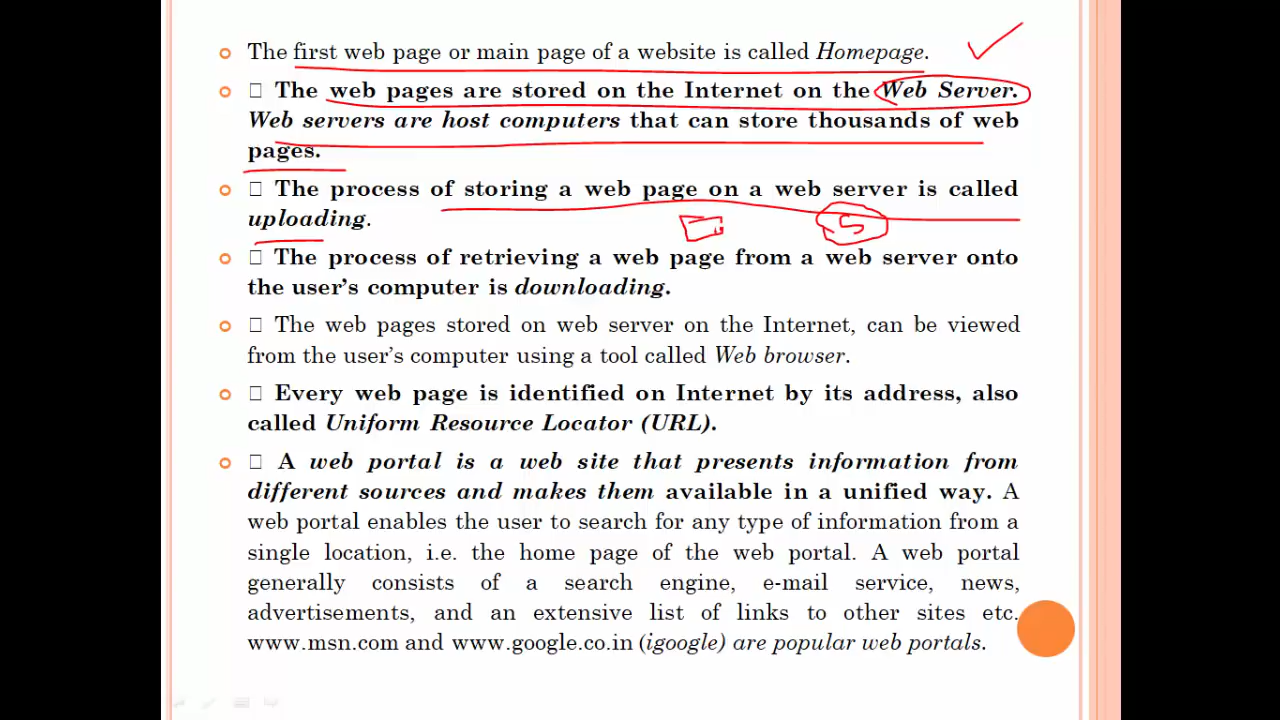 The first web page or main page of a website is called Homepage.
The web pages are stored on the Internet on the Web Server.
Web servers are host computers that can store thousands of web
pages.
The process of storing a web page on a web server is called
uploading.
S
The process of retrieving a web page from a web server onto
the user's computer is downloading.
The web pages stored on web server on the Internet, can be viewed
from the user's computer using a tool called Web browser.
Every web page is identified on Internet by its address, also
called Uniform Resource Locator (URL).
A web portal is a web site that presents information from
different sources and makes them available in a unified way. A
web portal enables the user to search for any type of information from a
single location, i.e. the home page of the web portal. A web portal
generally consists of a search engine, e-mail service, news,
advertisements, and an extensive list of links to other sites etc.
www.msn.com and www.google.co.in (igoogle) are popular web portals.